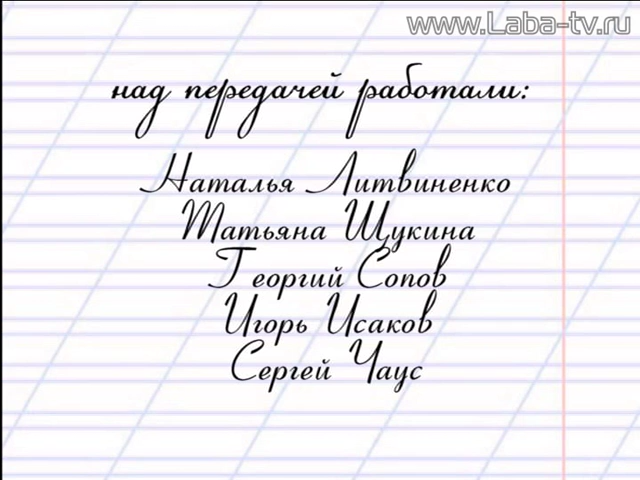 www.Laba-tv.ru
над передачей работали:
Наталья Литвиненко
Татьяна Щукина
Георгий Сопов
Игорь Исаков
Сергей Чаус